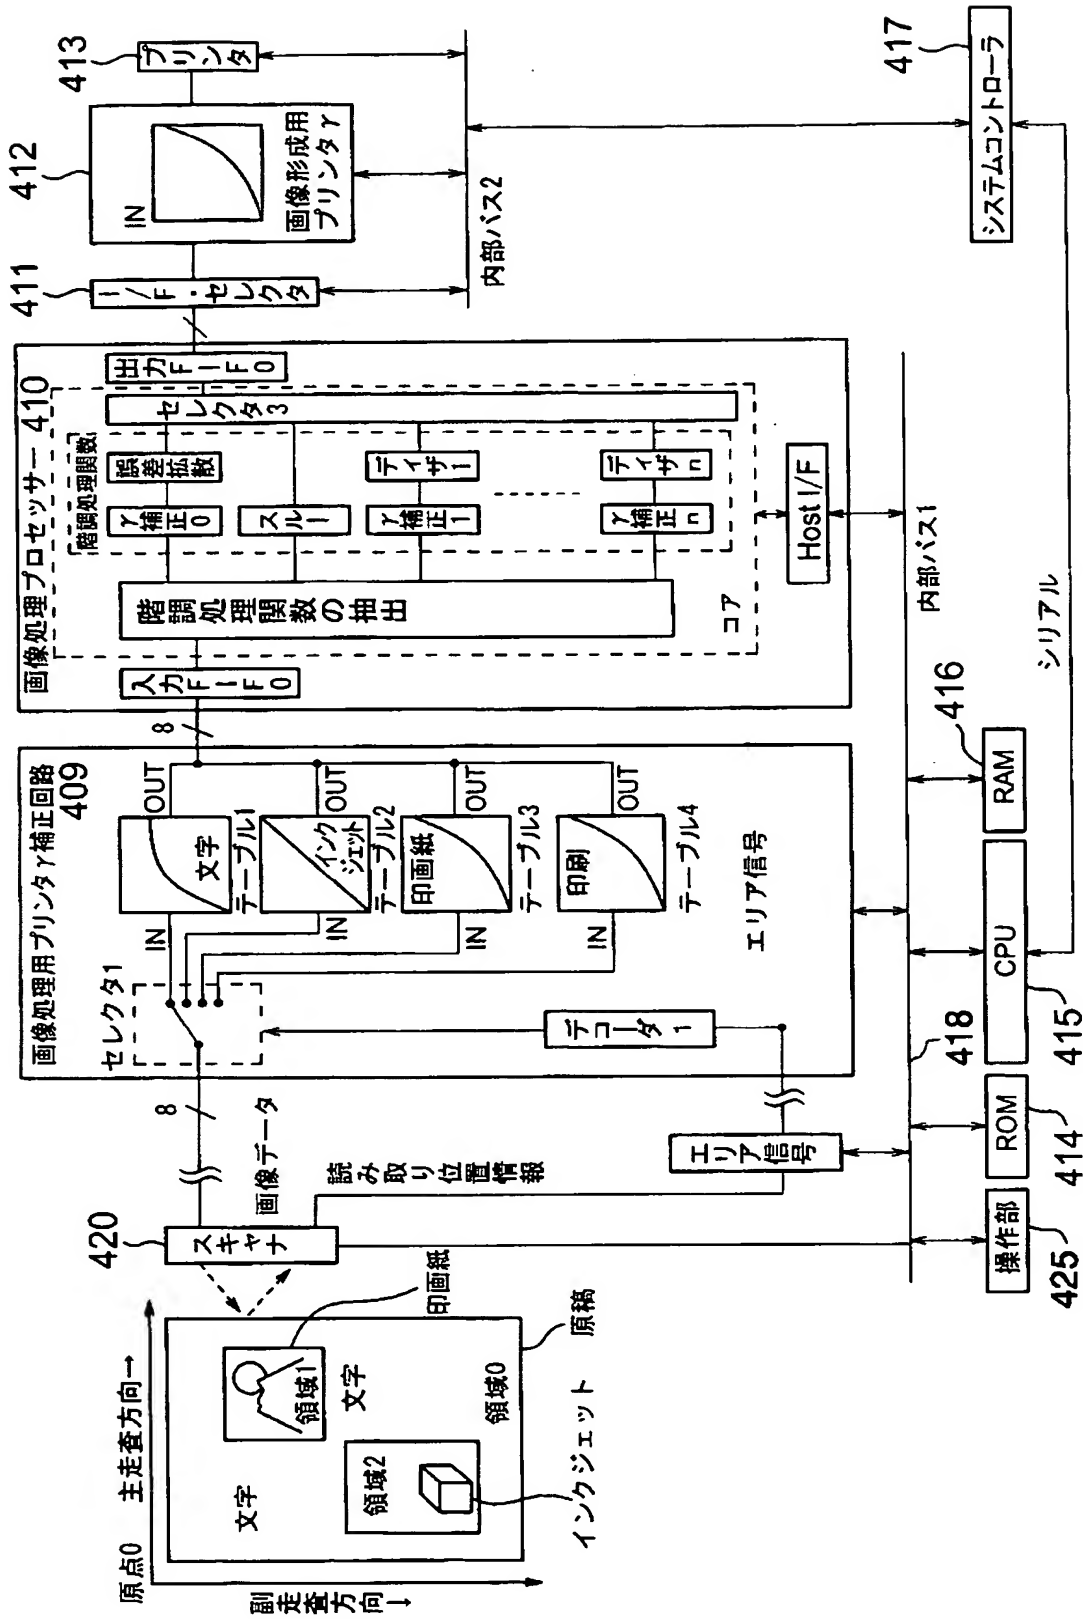 原点0
主走査方向→
副走査方向→
文字
領域1
文字
領域2
領域0
印画紙
原稿
インクジェット
420
スキャナ
画像データ
8
読み取り位置情報
エリア信号
画像処理用プリンタγ補正回路
409
セレクタ1
デコーダ1
IN
文字
OUT
テーブル1
IN
インクジェット
OUT
テーブル2
IN
印画紙
OUT
テーブル3
IN
印刷
OUT
テーブル4
エリア信号
8
画像処理プロセッサー 410
入力FIFO
階調処理関数の抽出
階調処理関数
γ補正0
誤差拡散
スルー
γ補正1
ディザ1
γ補正n
ディザn
セレクタ3
コア
出力FIFO
Host I/F
411
I/F・セレクタ
412
IN
画像形成用
プリンタγ
413
プリンタ
内部バス2
内部バス1
418
425
操作部
414
ROM
415
CPU
416
RAM
シリアル
417
システムコントローラ